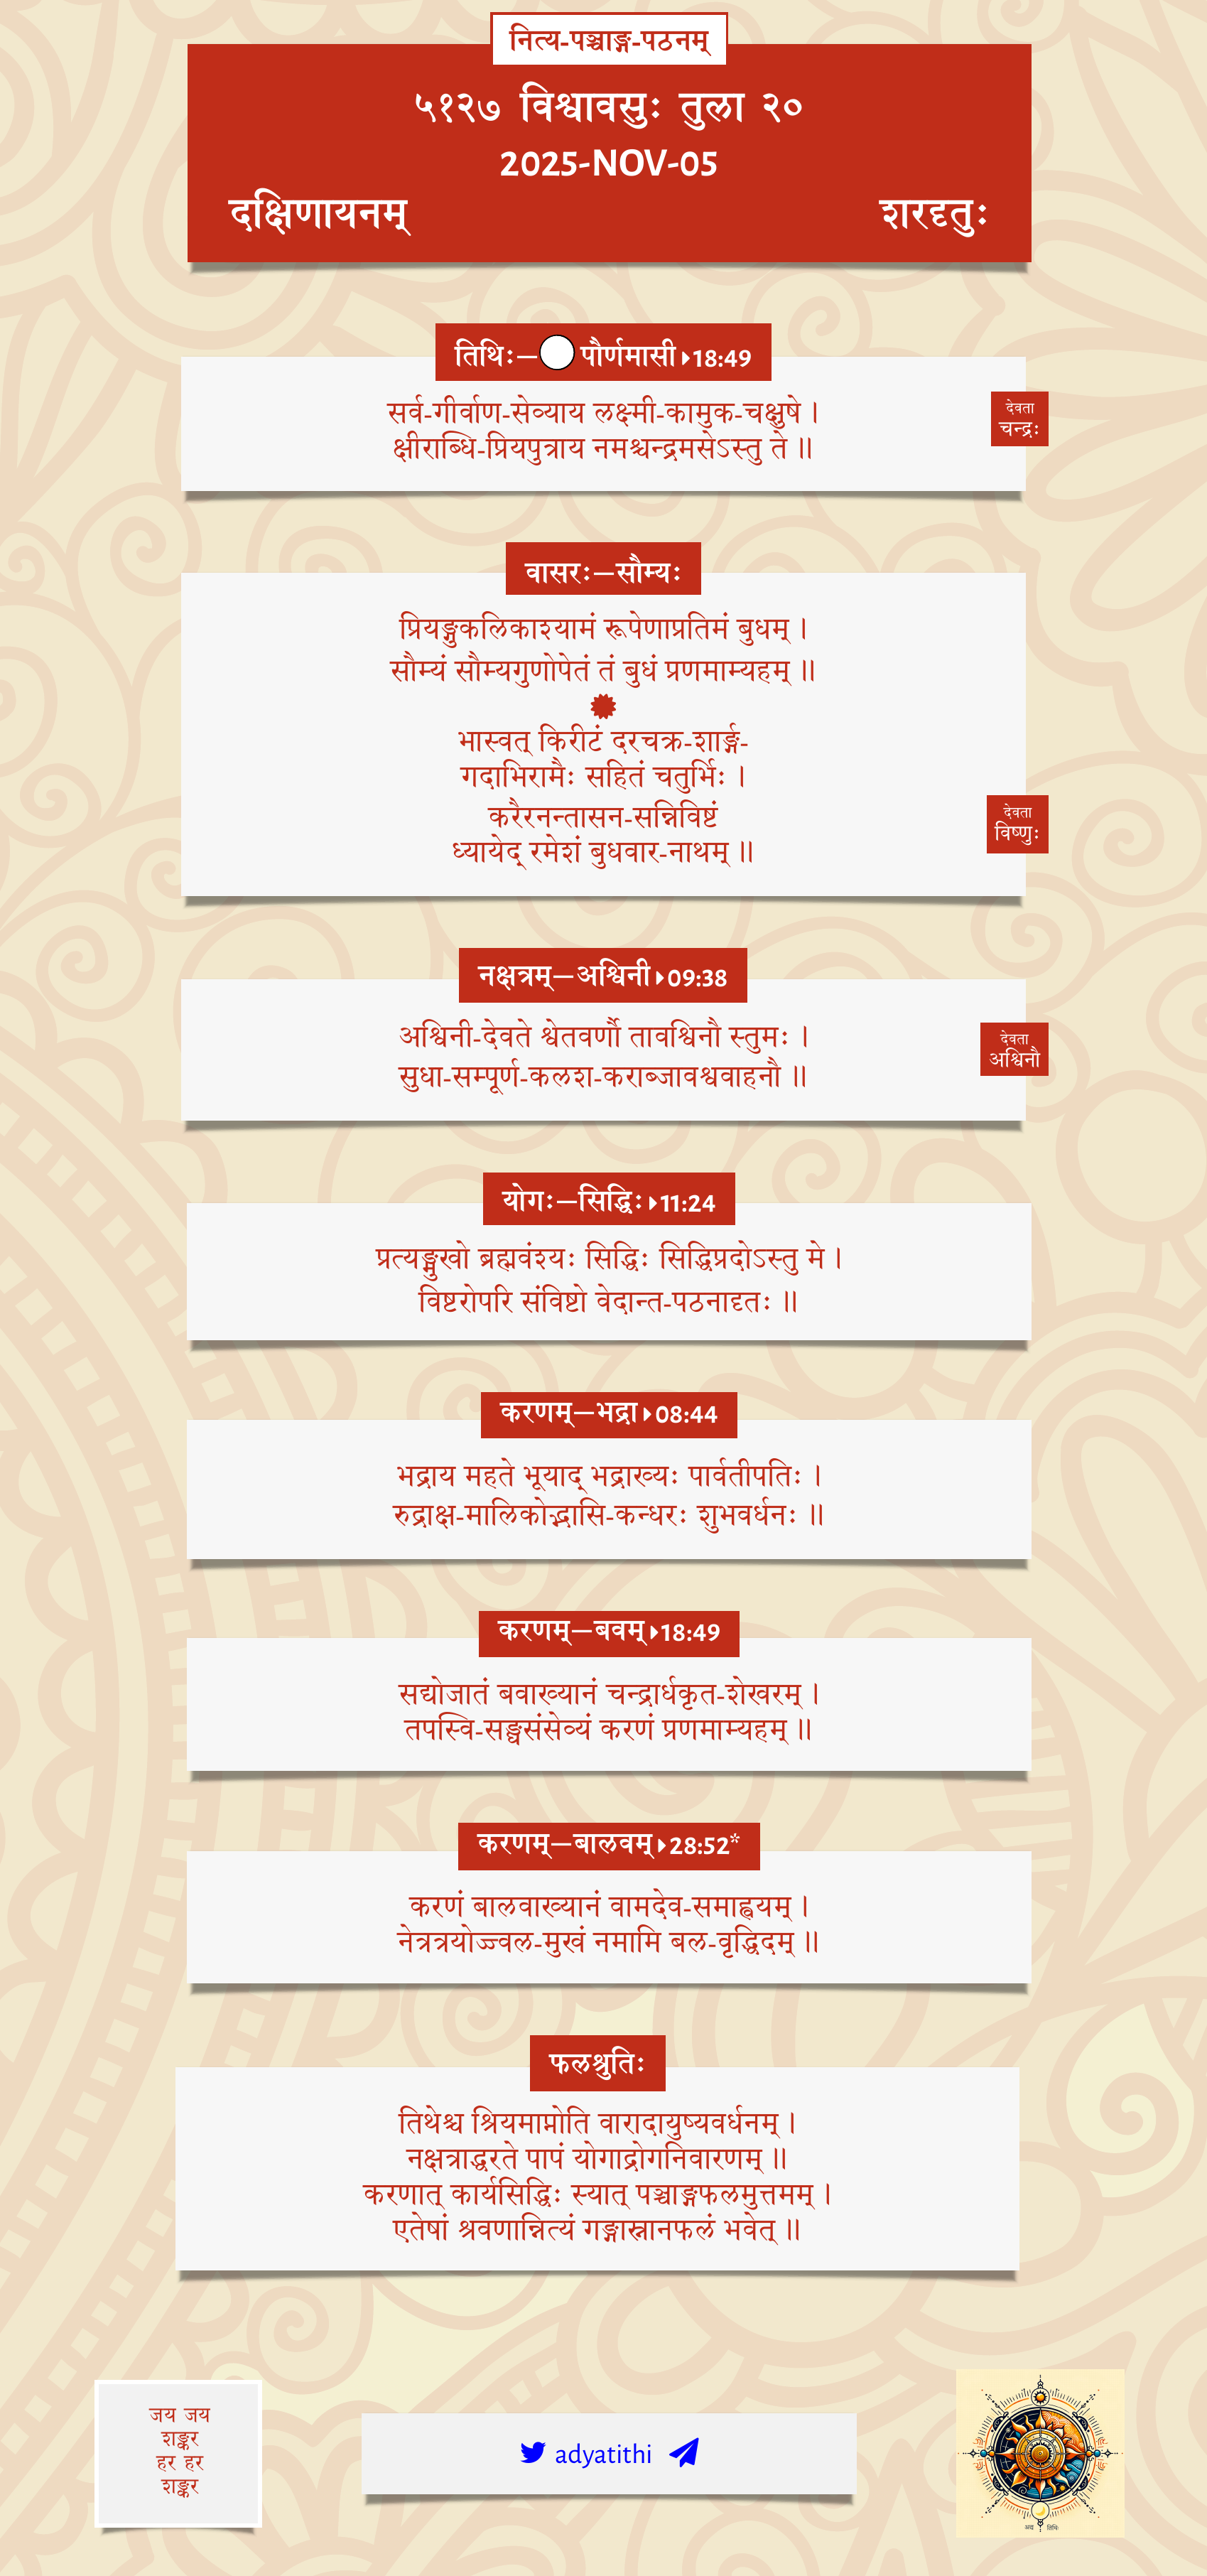 नित्य-पञ्चाङ्ग-पठनम्
५१२७ विश्वावसुः तुला २०
2025-NOV-05
दक्षिणायनम्
शरदृतुः
तिथिः—पौर्णमासी 18:49
सर्व-गीर्वाण-सेव्याय लक्ष्मी-कामुक-चक्षुषे ।
क्षीराब्धि-प्रियपुत्राय नमश्चन्द्रमसेऽस्तु ते ॥
देवता
चन्द्रः
वासरः—सौम्यः
प्रियङ्गुकलिकाश्यामं रूपेणाप्रतिमं बुधम् ।
सौम्यं सौम्यगुणोपेतं तं बुधं प्रणमाम्यहम् ॥
भास्वत् किरीटं दरचक्र-शार्ङ्ग-
गदाभिरामैः सहितं चतुर्भिः ।
करैरनन्तासन-सन्निविष्टं
ध्यायेद् रमेशं बुधवार-नाथम् ॥
देवता
विष्णुः
नक्षत्रम्—अश्विनी 09:38
अश्विनी-देवते श्वेतवर्णौ तावश्विनौ स्तुमः ।
सुधा-सम्पूर्ण-कलश-कराब्जावश्ववाहनौ ॥
देवता
अश्विनौ
योगः—सिद्धिः 11:24
प्रत्यङ्मुखो ब्रह्मवंश्यः सिद्धिः सिद्धिप्रदोऽस्तु मे ।
विष्टरोपरि संविष्टो वेदान्त-पठनादृतः ॥
करणम्—भद्रा 08:44
भद्राय महते भूयाद् भद्राख्यः पार्वतीपतिः ।
रुद्राक्ष-मालिकोद्भासि-कन्धरः शुभवर्धनः ॥
करणम्—बवम् 18:49
सद्योजातं बवाख्यानं चन्द्रार्धकृत-शेखरम् ।
तपस्वि-सङ्घसंसेव्यं करणं प्रणमाम्यहम् ॥
करणम्—बालवम् 28:52*
करणं बालवाख्यानं वामदेव-समाह्वयम् ।
नेत्रत्रयोज्ज्वल-मुखं नमामि बल-वृद्धिदम् ॥
फलश्रुतिः
तिथेश्च श्रियमाप्नोति वारादायुष्यवर्धनम् ।
नक्षत्राद्धरते पापं योगाद्रोगनिवारणम् ॥
करणात् कार्यसिद्धिः स्यात् पञ्चाङ्गफलमुत्तमम् ।
एतेषां श्रवणान्नित्यं गङ्गास्नानफलं भवेत् ॥
जय जय
शङ्कर
हर हर
शङ्कर
adyatithi
अद्य तिथिः